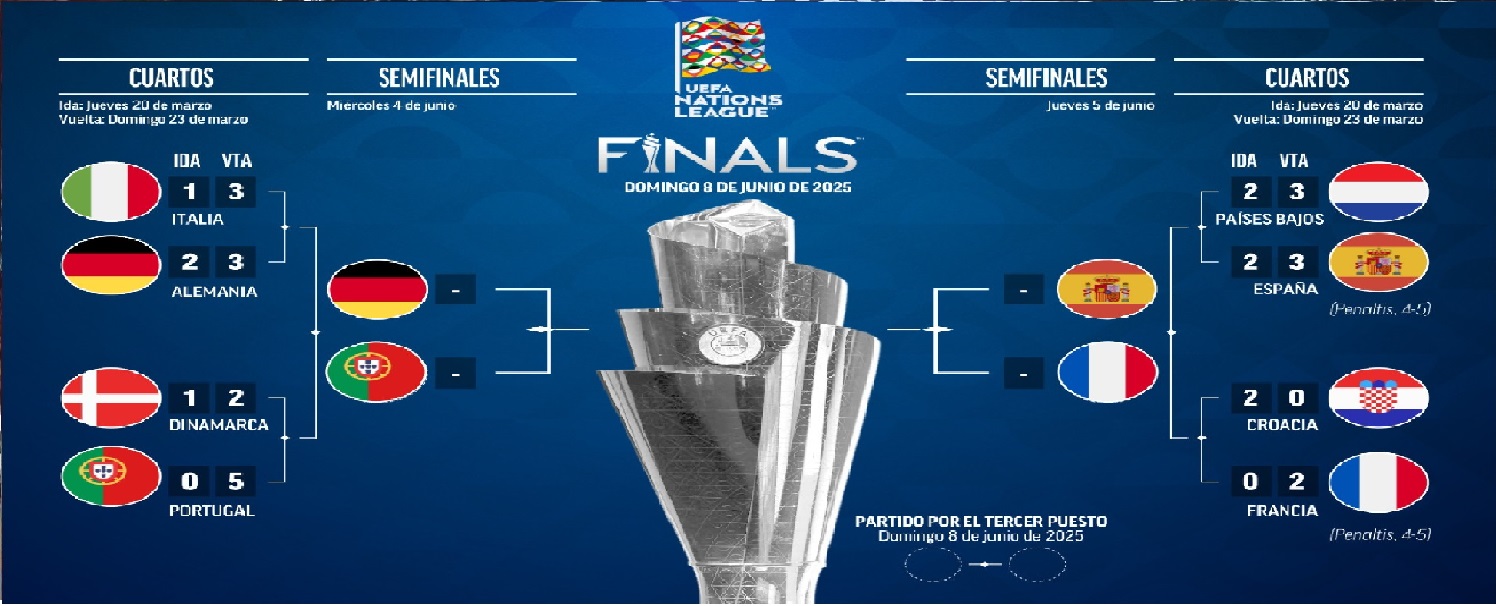 UEFA
NATIONS
LEAGUE™
FINALS™
DOMINGO 8 DE JUNIO DE 2025
CUARTOS
Ida: Jueves 20 de marzo
Vuelta: Domingo 23 de marzo
IDA VTA
1 3
ITALIA
2 3
ALEMANIA
1 2
DINAMARCA
0 5
PORTUGAL
SEMIFINALES
Miércoles 4 de junio
-
-
UEFA
SEMIFINALES
Jueves 5 de junio
-
-
CUARTOS
Ida: Jueves 20 de marzo
Vuelta: Domingo 23 de marzo
IDA VTA
2 3
PAÍSES BAJOS
2 3
ESPAÑA
(Penaltis, 4-5)
2 0
CROACIA
0 2
FRANCIA
(Penaltis, 4-5)
PARTIDO POR EL TERCER PUESTO
Domingo 8 de junio de 2025